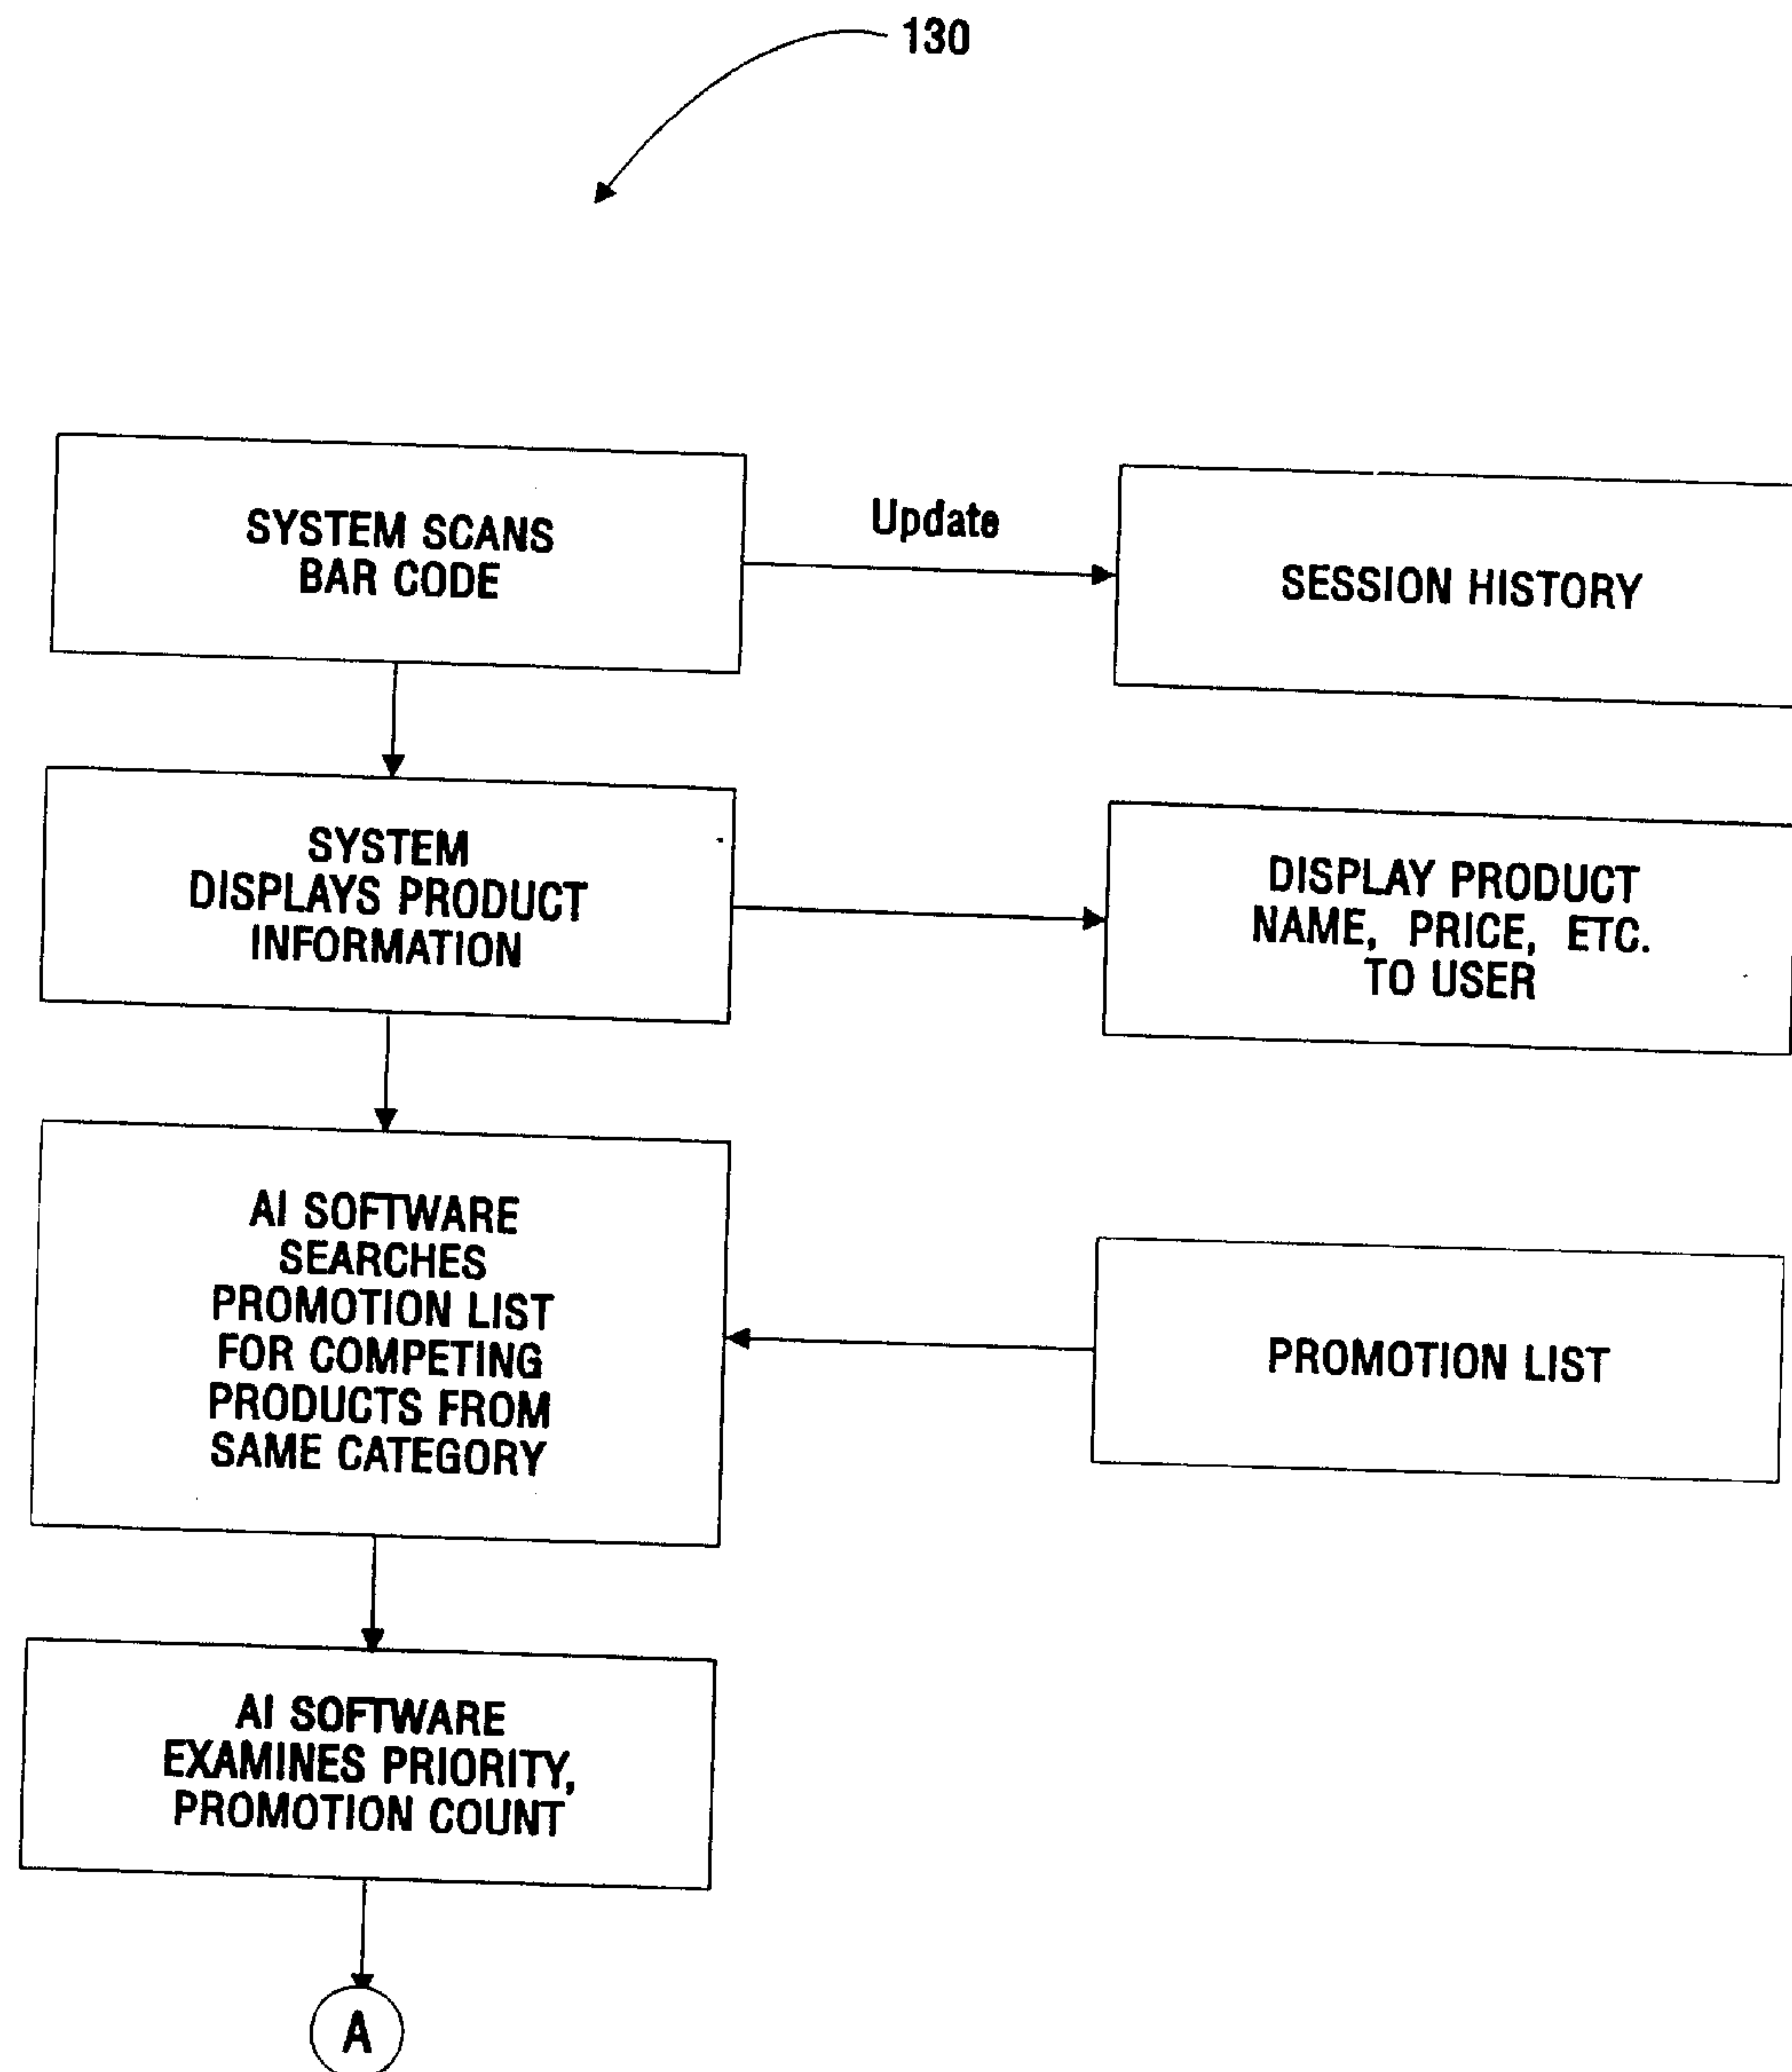 130
SYSTEM SCANS
BAR CODE
Update
SESSION HISTORY
SYSTEM
DISPLAYS PRODUCT
INFORMATION
DISPLAY PRODUCT
NAME, PRICE, ETC.
TO USER
AI SOFTWARE
SEARCHES
PROMOTION LIST
FOR COMPETING
PRODUCTS FROM
SAME CATEGORY
PROMOTION LIST
AI SOFTWARE
EXAMINES PRIORITY,
PROMOTION COUNT
A